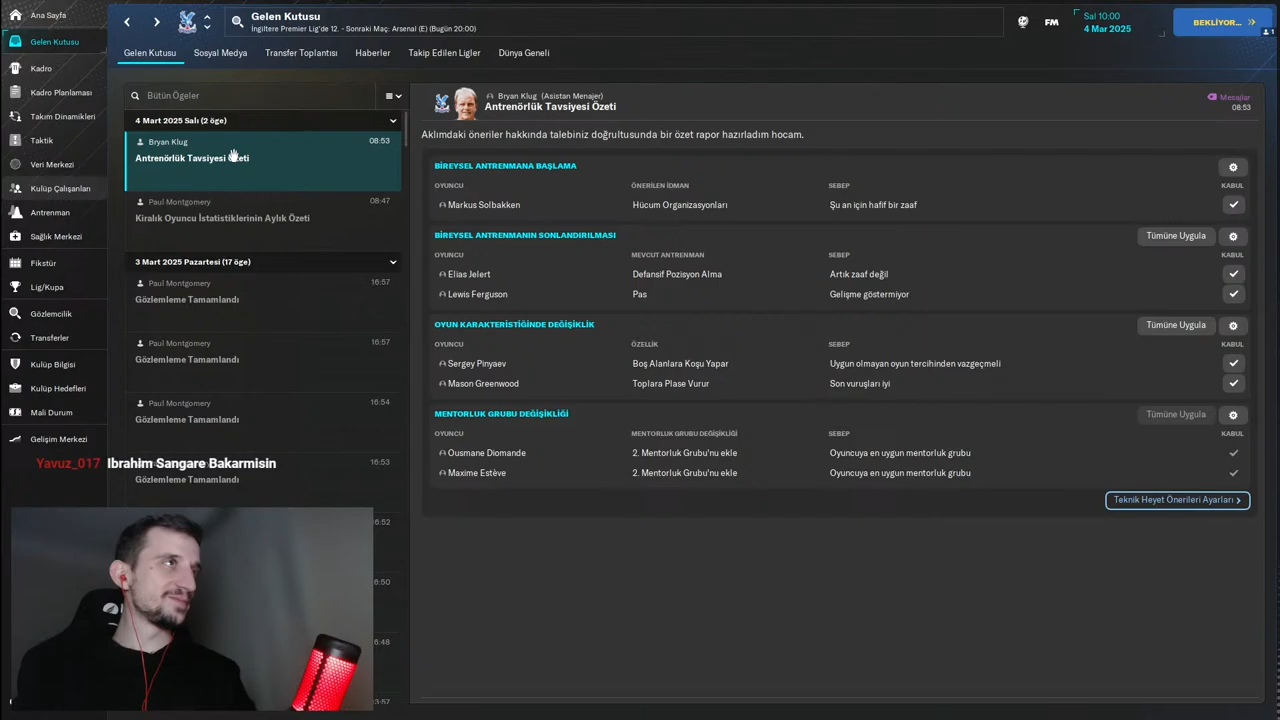 Ana Sayfa
Gelen Kutusu
Kadro
Kadro Planlaması
Takım Dinamikleri
Taktik
Veri Merkezi
Kulüp Çalışanları
Antrenman
Sağlık Merkezi
Fikstür
Lig/Kupa
Gözlemcilik
Transferler
Kulüp Bilgisi
Kulüp Hedefleri
Mali Durum
Gelişim Merkezi
Gelen Kutusu
İngiltere Premier Lig'de 12. - Sonraki Maç: Arsenal (E) (Bugün 20:00)
FM
Sal 10:00
4 Mar 2025
BEKLİYOR...
1
Gelen Kutusu
Sosyal Medya
Transfer Toplantısı
Haberler
Takip Edilen Ligler
Dünya Geneli
Bütün Ögeler
4 Mart 2025 Salı (2 öge)
Bryan Klug 08:53
Antrenörlük Tavsiyesi Özeti
Paul Montgomery 08:47
Kiralık Oyuncu İstatistiklerinin Aylık Özeti
3 Mart 2025 Pazartesi (17 öge)
Paul Montgomery 16:57
Gözlemleme Tamamlandı
Paul Montgomery 16:57
Gözlemleme Tamamlandı
Paul Montgomery 16:54
Gözlemleme Tamamlandı
16:53
Yavuz_017 Ibrahim Sangare Bakarmisin
Gözlemleme Tamamlandı
16:52
16:50
16:48
Bryan Klug (Asistan Menajer)
Antrenörlük Tavsiyesi Özeti
Mesajlar
08:53
Aklımdaki öneriler hakkında talebiniz doğrultusunda bir özet rapor hazırladım hocam.
BİREYSEL ANTRENMANA BAŞLAMA
OYUNCU ÖNERİLEN İDMAN SEBEP KABUL
Markus Solbakken Hücum Organizasyonları Şu an için hafif bir zaaf
BİREYSEL ANTRENMANIN SONLANDIRILMASI Tümüne Uygula
OYUNCU MEVCUT ANTRENMAN SEBEP KABUL
Elias Jelert Defansif Pozisyon Alma Artık zaaf değil
Lewis Ferguson Pas Gelişme göstermiyor
OYUN KARAKTERİSTİĞİNDE DEĞİŞİKLİK Tümüne Uygula
OYUNCU ÖZELLİK SEBEP KABUL
Sergey Pinyaev Boş Alanlara Koşu Yapar Uygun olmayan oyun tercihinden vazgeçmeli
Mason Greenwood Toplara Plase Vurur Son vuruşları iyi
MENTORLUK GRUBU DEĞİŞİKLİĞİ Tümüne Uygula
OYUNCU MENTORLUK GRUBU DEĞİŞİKLİĞİ SEBEP KABUL
Ousmane Diomande 2. Mentorluk Grubu'nu ekle Oyuncuya en uygun mentorluk grubu
Maxime Estève 2. Mentorluk Grubu'nu ekle Oyuncuya en uygun mentorluk grubu
Teknik Heyet Önerileri Ayarları